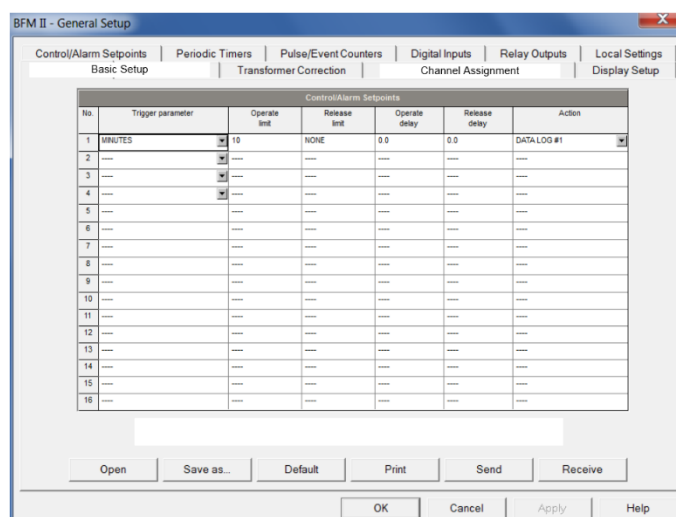 BFM II - General Setup
X
Control/Alarm Setpoints Periodic Timers Pulse/Event Counters Digital Inputs Relay Outputs Local Settings
Basic Setup Transformer Correction Channel Assignment Display Setup
Control/Alarm Setpoints
No. Trigger parameter Operate limit Release limit Operate delay Release delay Action
1 MINUTES 10 NONE 0.0 0.0 DATA LOG #1
2 ---- ---- ---- ---- ---- ----
3 ---- ---- ---- ---- ---- ----
4 ---- ---- ---- ---- ---- ----
5 ---- ---- ---- ---- ---- ----
6 ---- ---- ---- ---- ---- ----
7 ---- ---- ---- ---- ---- ----
8 ---- ---- ---- ---- ---- ----
9 ---- ---- ---- ---- ---- ----
10 ---- ---- ---- ---- ---- ----
11 ---- ---- ---- ---- ---- ----
12 ---- ---- ---- ---- ---- ----
13 ---- ---- ---- ---- ---- ----
14 ---- ---- ---- ---- ---- ----
15 ---- ---- ---- ---- ---- ----
16 ---- ---- ---- ---- ---- ----
Open Save as... Default Print Send Receive
OK Cancel Apply Help